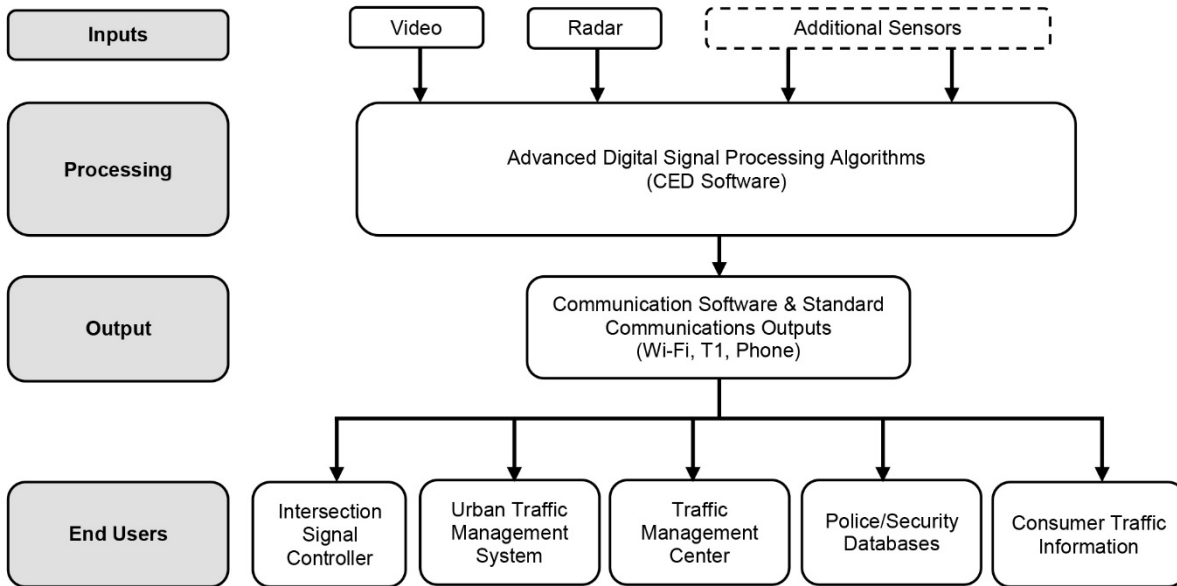 Inputs
Video
Radar
Additional Sensors
Processing
Advanced Digital Signal Processing Algorithms
(CED Software)
Output
Communication Software & Standard
Communications Outputs
(Wi-Fi, T1, Phone)
End Users
Intersection
Signal
Controller
Urban Traffic
Management
System
Traffic
Management
Center
Police/Security
Databases
Consumer Traffic
Information